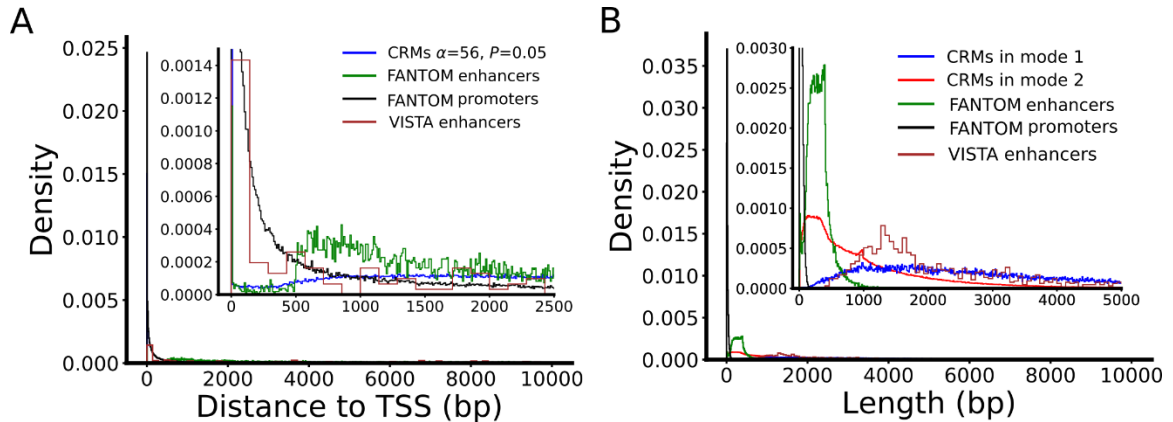 A
0.025
0.020
0.015
0.010
0.005
0.000
Density
0 2000 4000 6000 8000 10000
Distance to TSS (bp)
0.0014
0.0012
0.0010
0.0008
0.0006
0.0004
0.0002
0.0000
0 500 1000 1500 2000 2500
CRMs α=56, P=0.05
FANTOM enhancers
FANTOM promoters
VISTA enhancers
B
0.035
0.030
0.025
0.020
0.015
0.010
0.005
0.000
Density
0 2000 4000 6000 8000 10000
Length (bp)
0.0030
0.0025
0.0020
0.0015
0.0010
0.0005
0.0000
0 1000 2000 3000 4000 5000
CRMs in mode 1
CRMs in mode 2
FANTOM enhancers
FANTOM promoters
VISTA enhancers